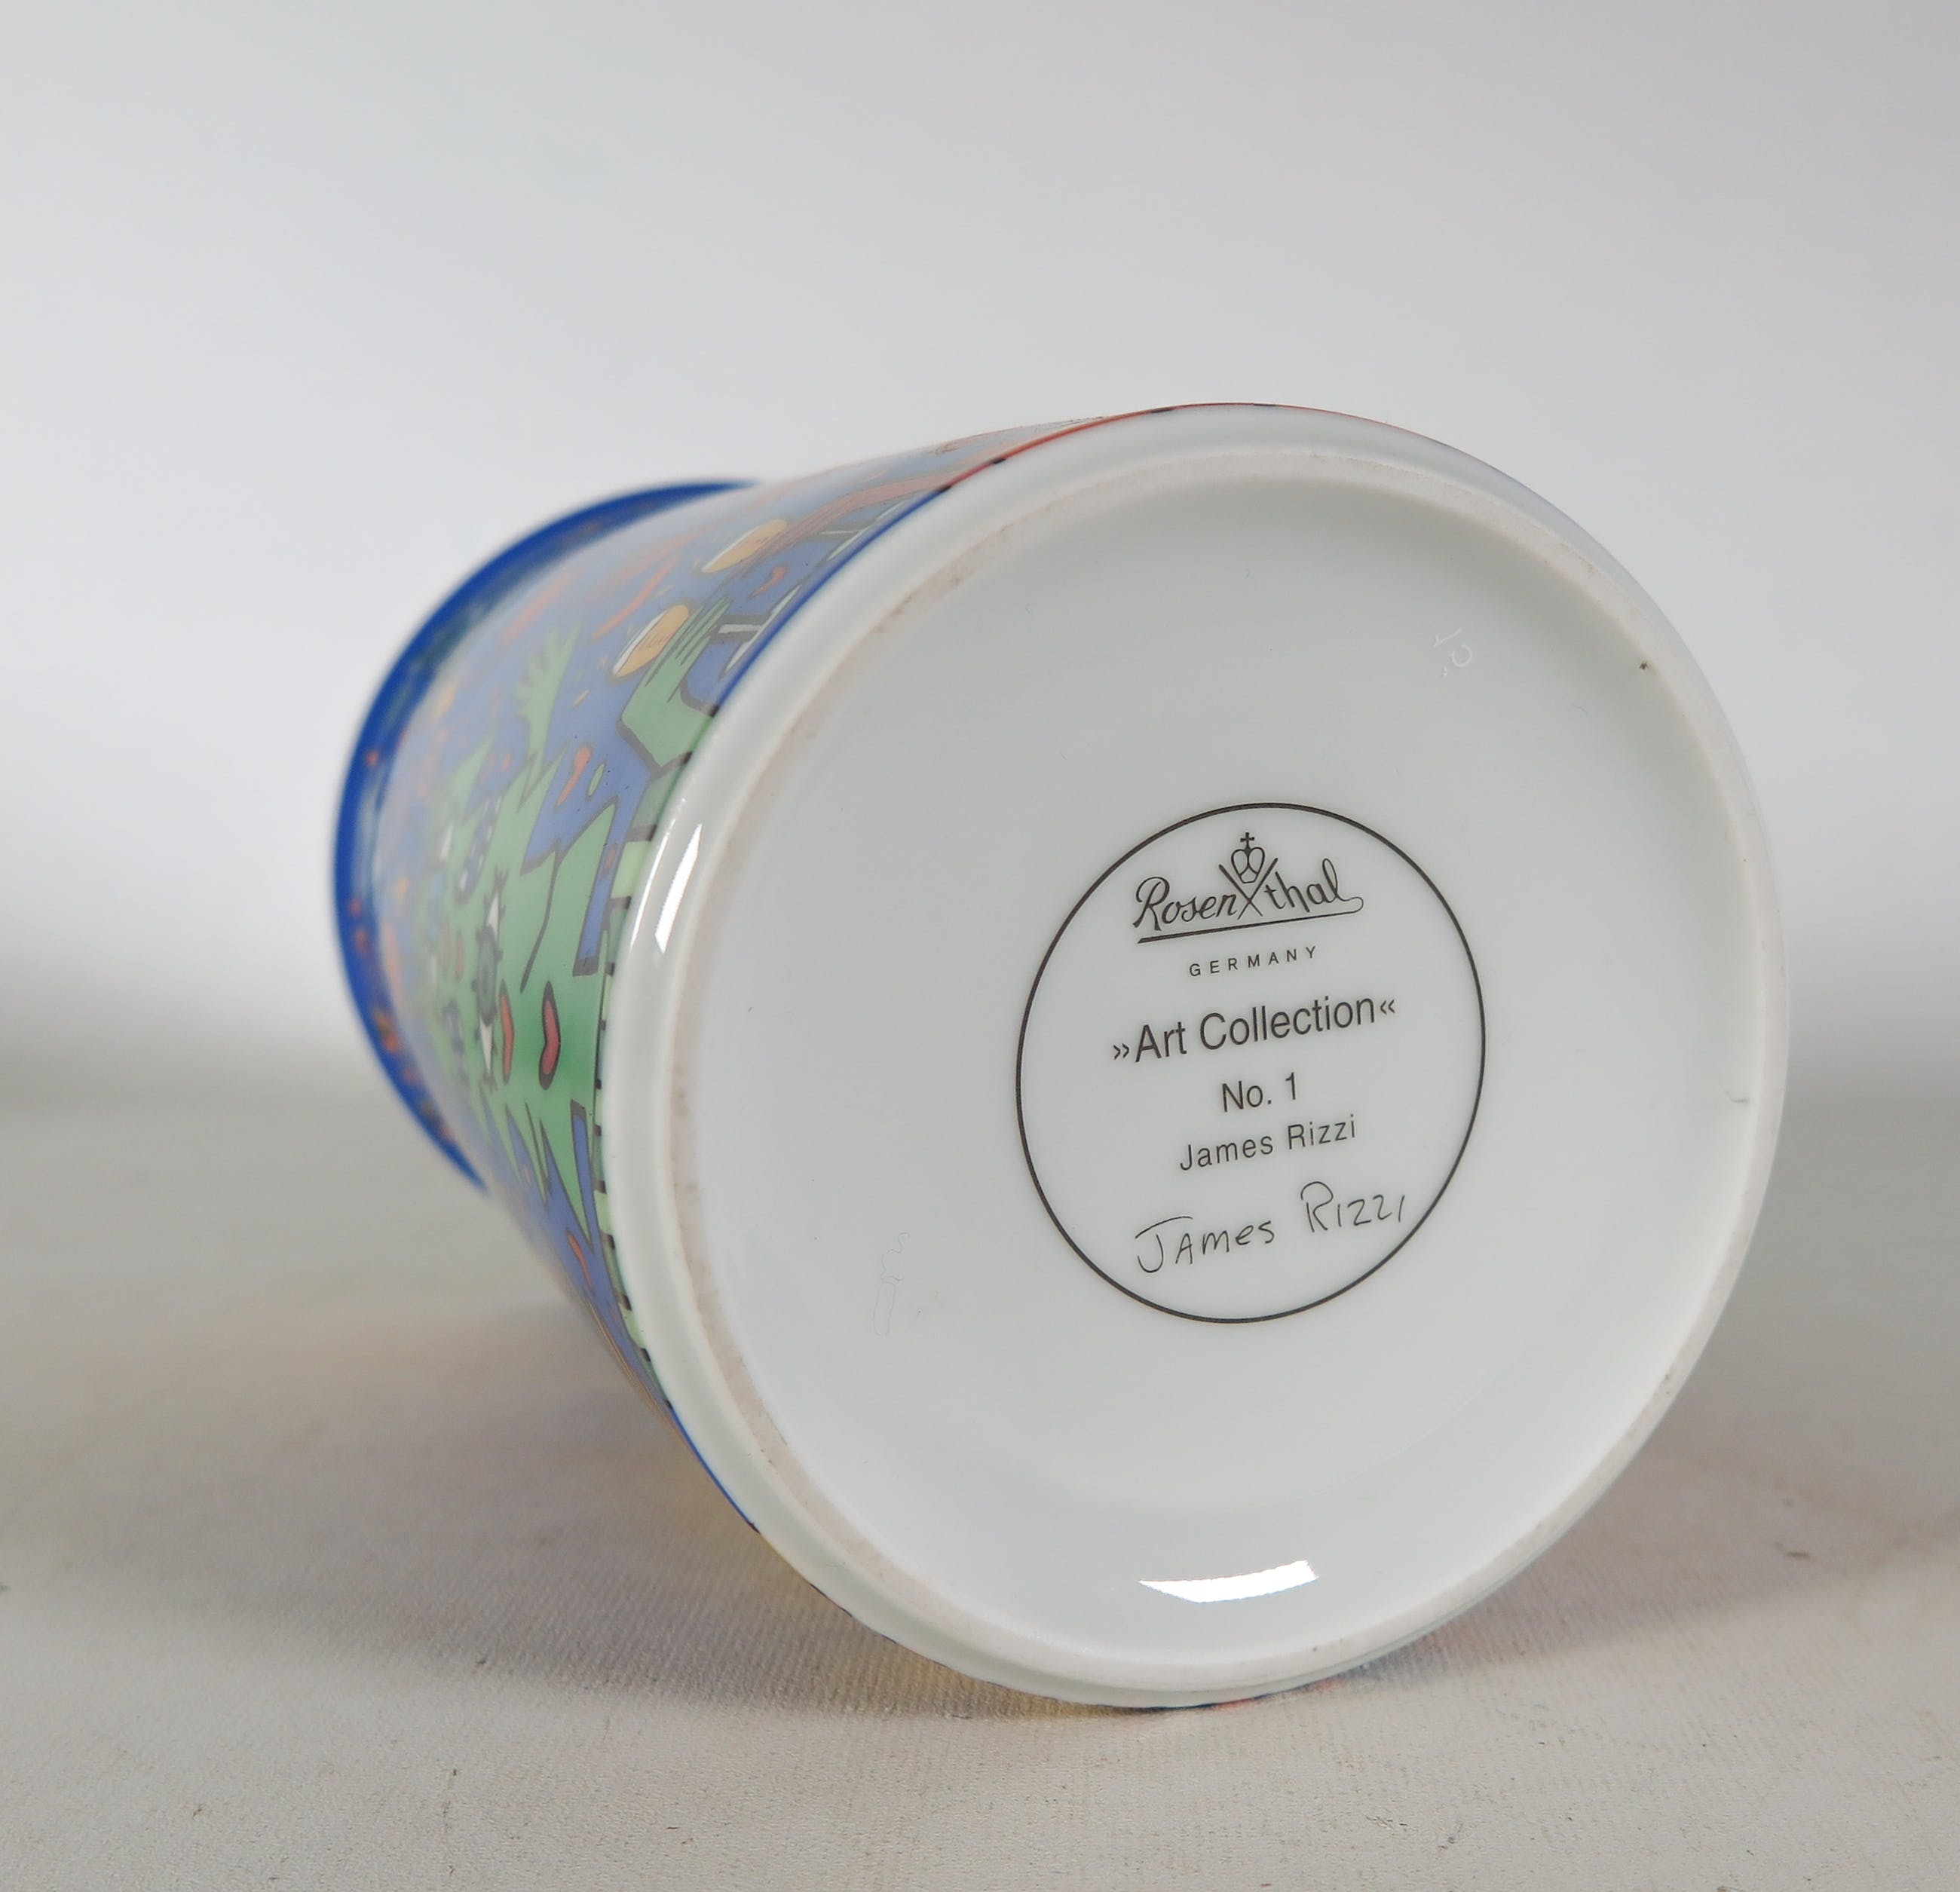 Rosenthal
GERMANY
»Art Collection«
No. 1
James Rizzi
JAMES RIZZI